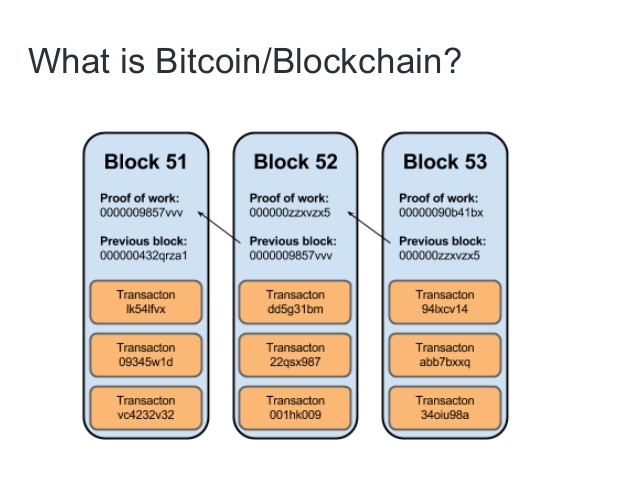 What is Bitcoin/Blockchain?
Block 51
Proof of work:
0000009857vvv
Previous block:
000000432qrza1
Transacton
lk54lfvx
Transacton
09345w1d
Transacton
vc4232v32
Block 52
Proof of work:
000000zzxvzx5
Previous block:
0000009857vvv
Transacton
dd5g31bm
Transacton
22qsx987
Transacton
001hk009
Block 53
Proof of work:
00000090b41bx
Previous block:
000000zzxvzx5
Transacton
94lxcv14
Transacton
abb7bxxq
Transacton
34oiu98a